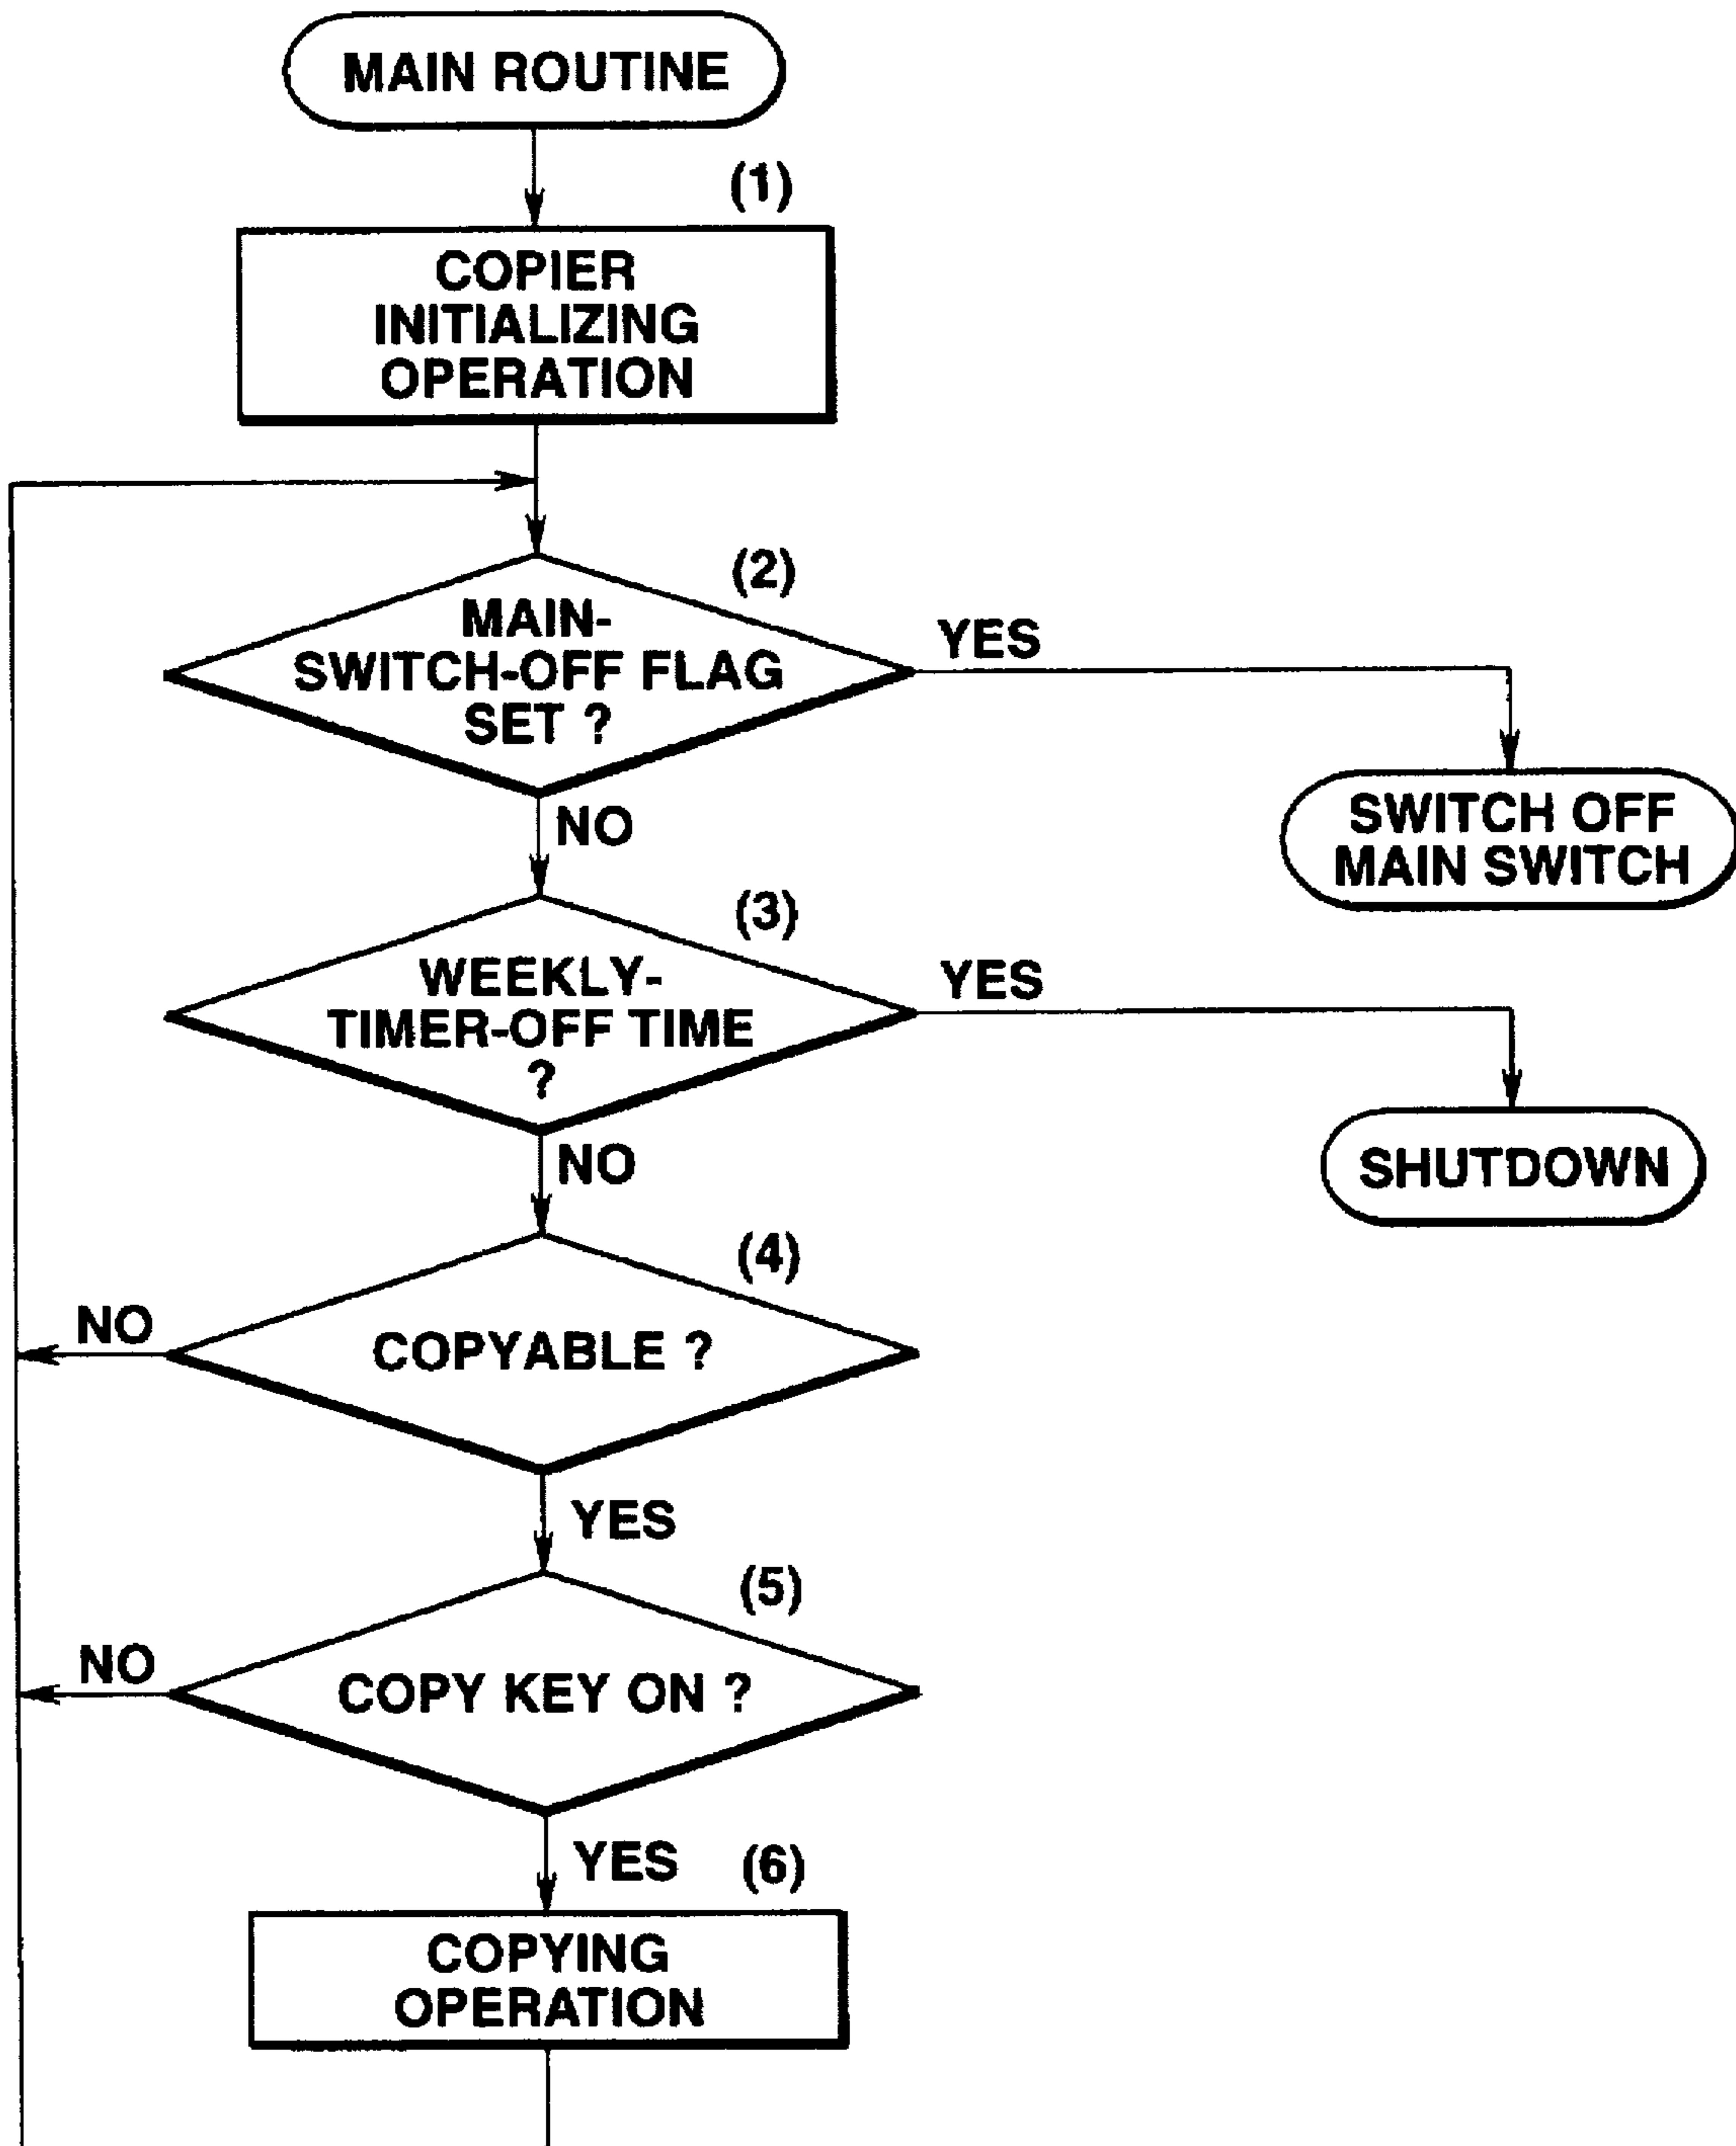 MAIN ROUTINE
(1)
COPIER
INITIALIZING
OPERATION
(2)
MAIN-
SWITCH-OFF FLAG
SET ?
YES
NO
SWITCH OFF
MAIN SWITCH
(3)
WEEKLY-
TIMER-OFF TIME
?
YES
NO
SHUTDOWN
(4)
COPYABLE ?
NO
YES
(5)
COPY KEY ON ?
NO
YES
(6)
COPYING
OPERATION